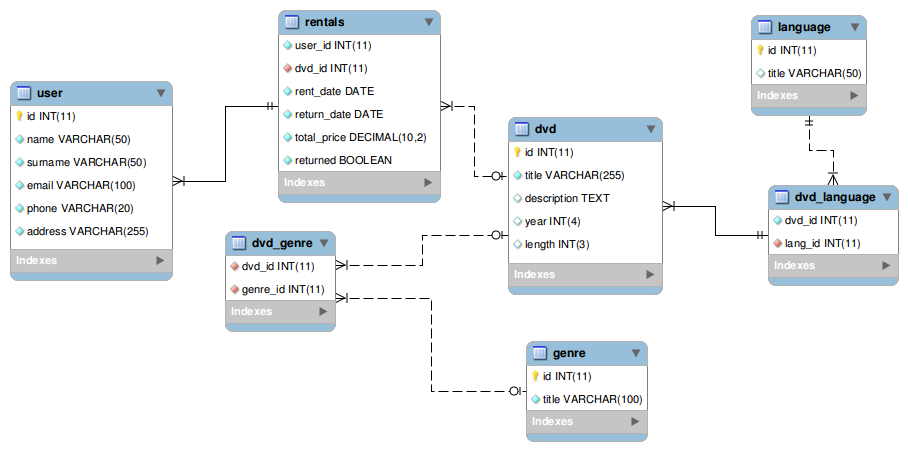 user
id INT(11)
name VARCHAR(50)
surname VARCHAR(50)
email VARCHAR(100)
phone VARCHAR(20)
address VARCHAR(255)
Indexes
rentals
user_id INT(11)
dvd_id INT(11)
rent_date DATE
return_date DATE
total_price DECIMAL(10,2)
returned BOOLEAN
Indexes
dvd_genre
dvd_id INT(11)
genre_id INT(11)
Indexes
dvd
id INT(11)
title VARCHAR(255)
description TEXT
year INT(4)
length INT(3)
Indexes
genre
id INT(11)
title VARCHAR(100)
Indexes
language
id INT(11)
title VARCHAR(50)
Indexes
dvd_language
dvd_id INT(11)
lang_id INT(11)
Indexes